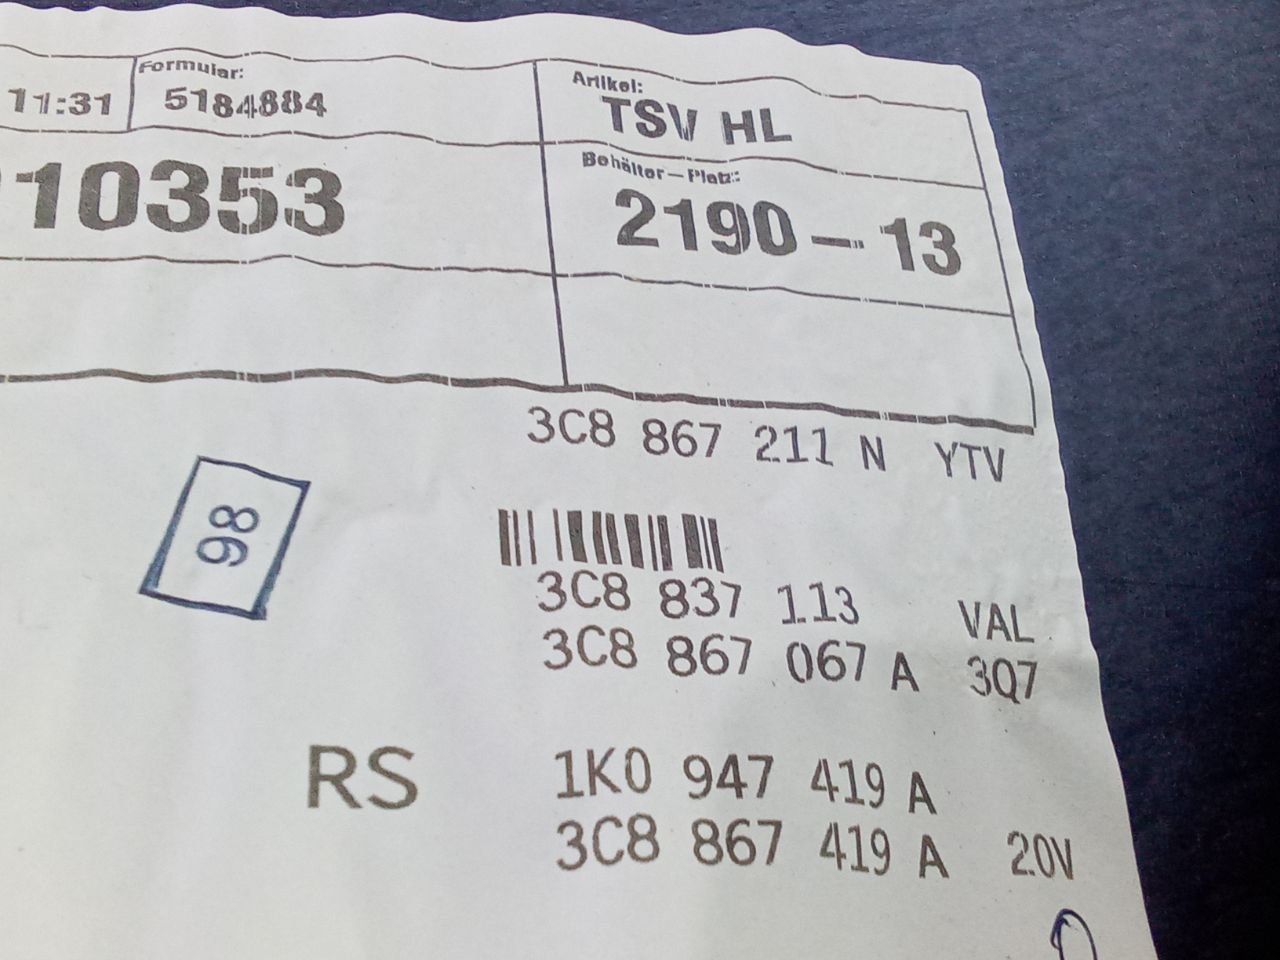 Formular:
Artikel:
11:31
5184884
TSV HL
Behälter-Platz:
10353
2190-13
3C8 867 211 N YTV
98
3C8 837 113 VAL
3C8 867 067 A 3Q7
RS
1K0 947 419 A
3C8 867 419 A 20V